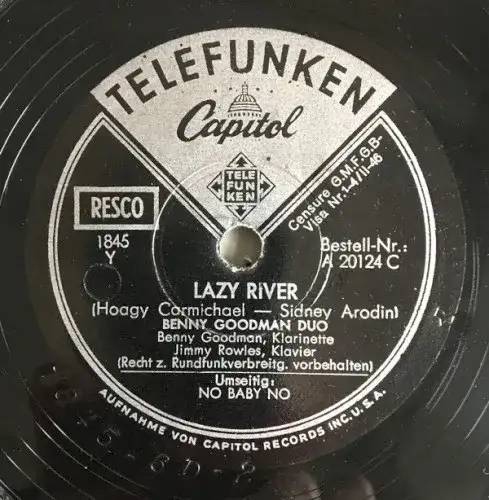 TELEFUNKEN
Capitol
TELE
FUN
KEN
Censure G.M.F.G.B-
Visa Nr. 1-4/11-46
RESCO
1845
Y
Bestell-Nr.:
A 20124 C
LAZY RIVER
(Hoagy Carmichael — Sidney Arodin)
BENNY GOODMAN DUO
Benny Goodman, Klarinette
Jimmy Rowles, Klavier
(Recht z. Rundfunkverbreitg. vorbehalten)
Umseitig:
NO BABY NO
AUFNAHME VON CAPITOL RECORDS INC. U.S.A.